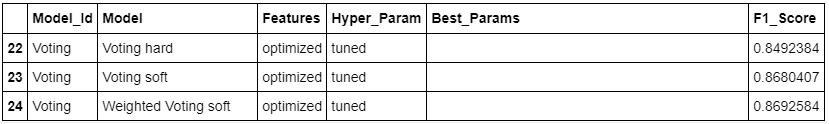 Model_Id Model Features Hyper_Param Best_Params F1_Score
22 Voting Voting hard optimized tuned 0.8492384
23 Voting Voting soft optimized tuned 0.8680407
24 Voting Weighted Voting soft optimized tuned 0.8692584